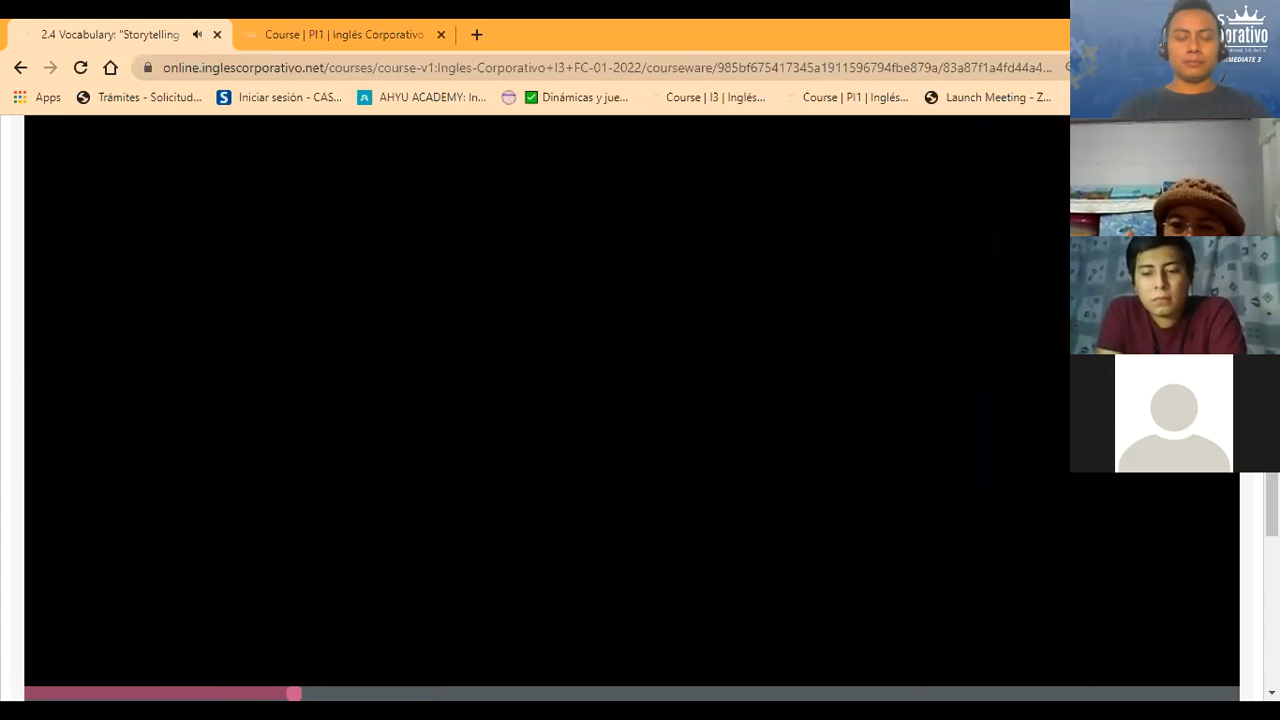 2.4 Vocabulary: "Storytelling
Course | PI1 | Inglés Corporativo
online.inglescorporativo.net/courses/course-v1:Ingles-Corporativo+I3+FC-01-2022/courseware/985bf675417345a1911596794fbe879a/83a87f1a4fd44a4...
Apps
Trámites - Solicitud...
Iniciar sesión - CAS...
AHYU ACADEMY: In...
Dinámicas y jue...
Course | I3 | Inglés...
Course | PI1 | Inglés...
Launch Meeting - Z...
S
orativo
MEDIATE 3